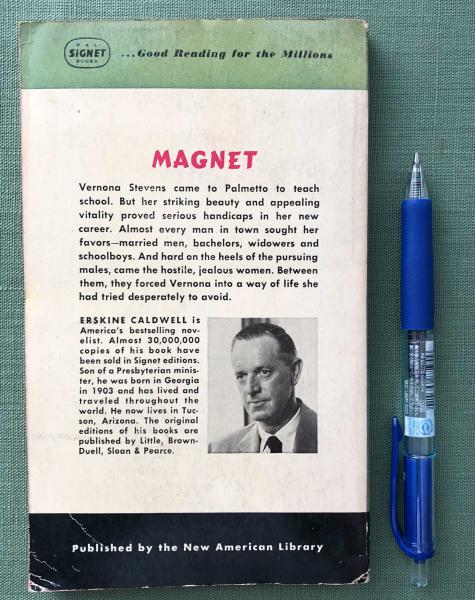 N.A.L
SIGNET
BOOKS
...Good Reading for the Millions
MAGNET
Vernona Stevens came to Palmetto to teach
school. But her striking beauty and appealing
vitality proved serious handicaps in her new
career. Almost every man in town sought her
favors—married men, bachelors, widowers and
schoolboys. And hard on the heels of the pursuing
males, came the hostile, jealous women. Between
them, they forced Vernona into a way of life she
had tried desperately to avoid.
ERSKINE CALDWELL is
America's bestselling nov-
elist. Almost 30,000,000
copies of his book have
been sold in Signet editions.
Son of a Presbyterian minis-
ter, he was born in Georgia
in 1903 and has lived and
traveled throughout the
world. He now lives in Tuc-
son, Arizona. The original
editions of his books are
published by Little, Brown-
Duell, Sloan & Pearce.
Published by the New American Library